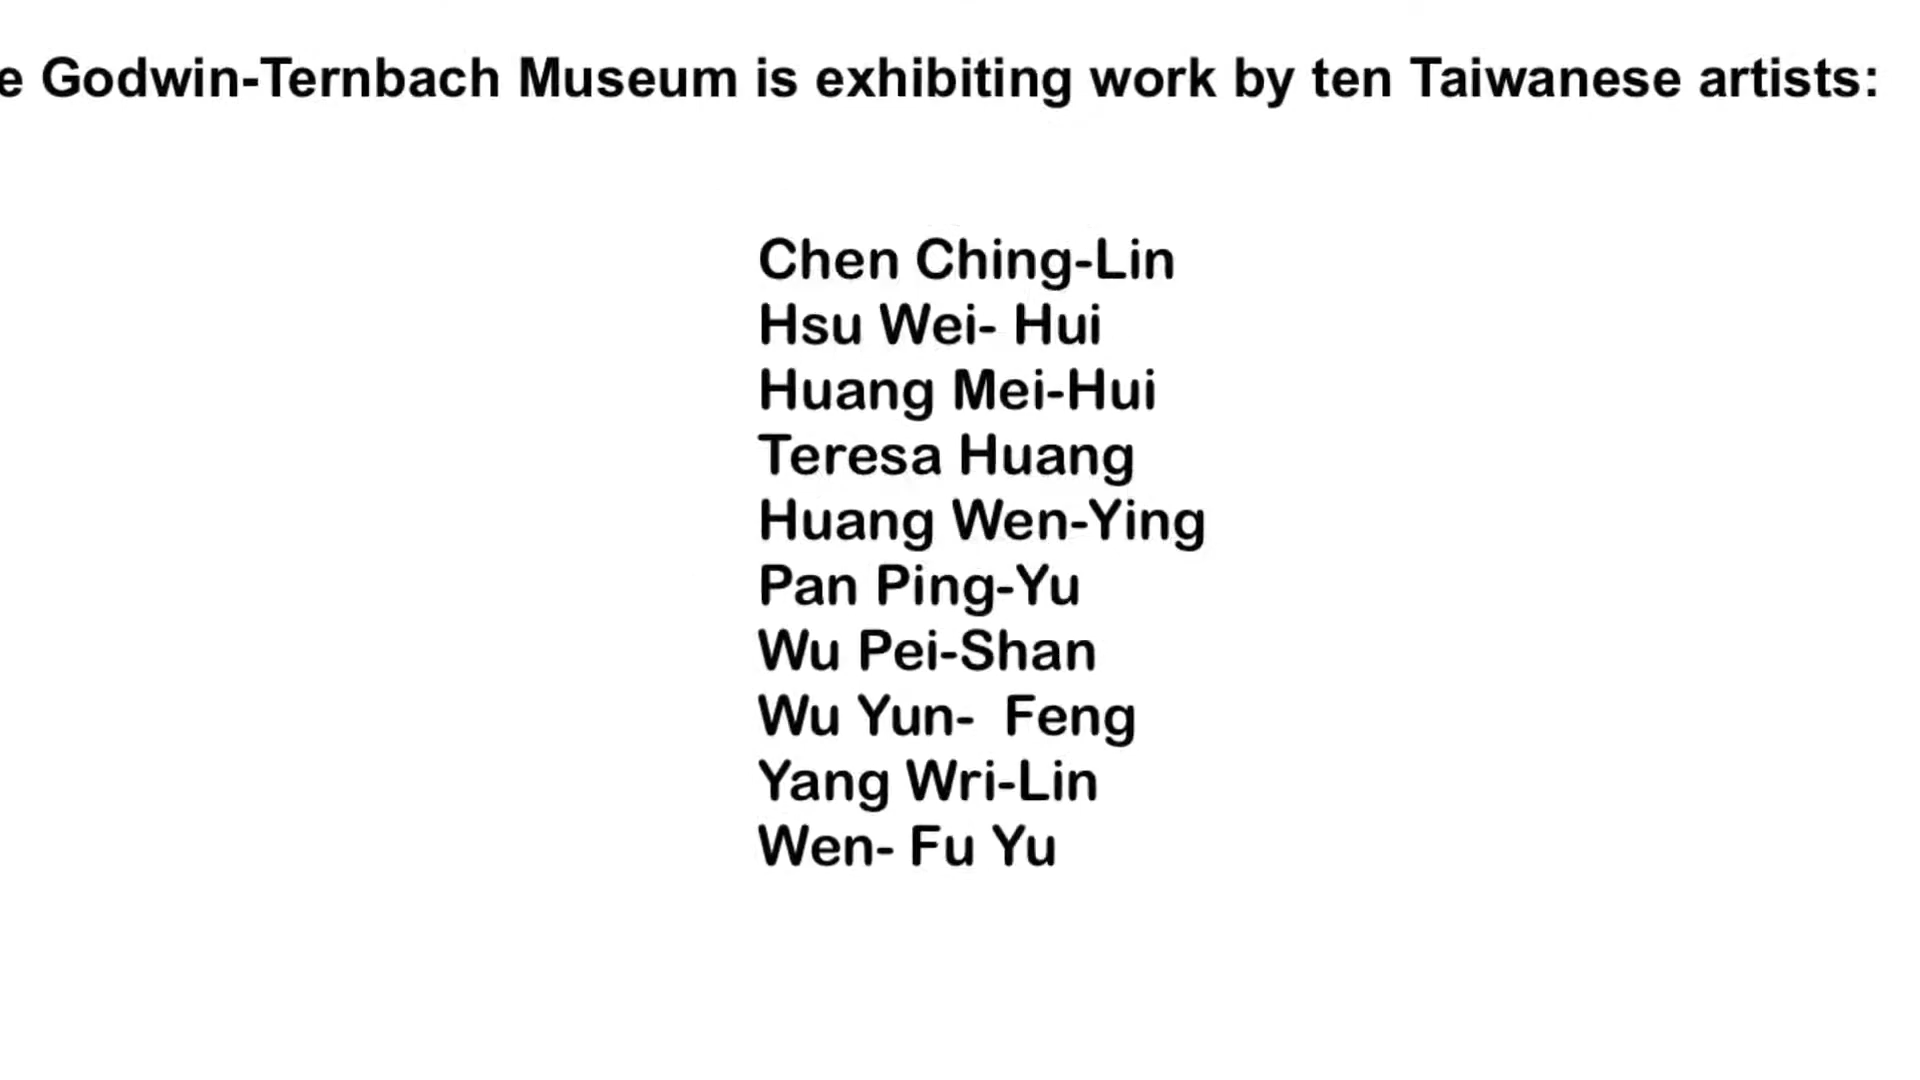 e Godwin-Ternbach Museum is exhibiting work by ten Taiwanese artists:
Chen Ching-Lin
Hsu Wei- Hui
Huang Mei-Hui
Teresa Huang
Huang Wen-Ying
Pan Ping-Yu
Wu Pei-Shan
Wu Yun-  Feng
Yang Wri-Lin
Wen- Fu Yu